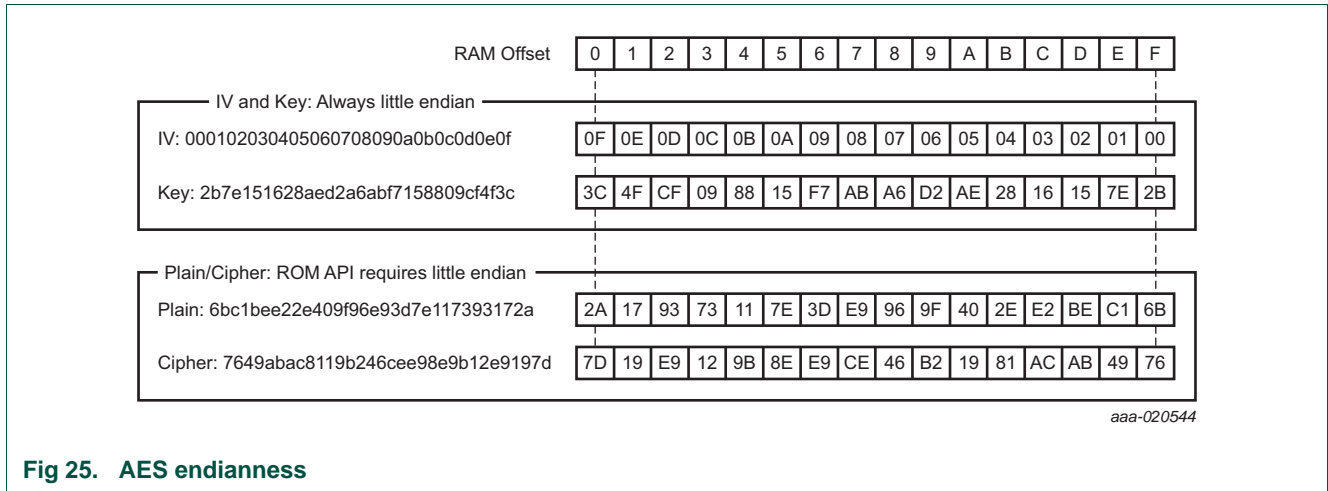 RAM Offset 0 1 2 3 4 5 6 7 8 9 A B C D E F
IV and Key: Always little endian
IV: 000102030405060708090a0b0c0d0e0f 0F 0E 0D 0C 0B 0A 09 08 07 06 05 04 03 02 01 00
Key: 2b7e151628aed2a6abf7158809cf4f3c 3C 4F CF 09 88 15 F7 AB A6 D2 AE 28 16 15 7E 2B
Plain/Cipher: ROM API requires little endian
Plain: 6bc1bee22e409f96e93d7e117393172a 2A 17 93 73 11 7E 3D E9 96 9F 40 2E E2 BE C1 6B
Cipher: 7649abac8119b246cee98e9b12e9197d 7D 19 E9 12 9B 8E E9 CE 46 B2 19 81 AC AB 49 76
aaa-020544
Fig 25. AES endianness